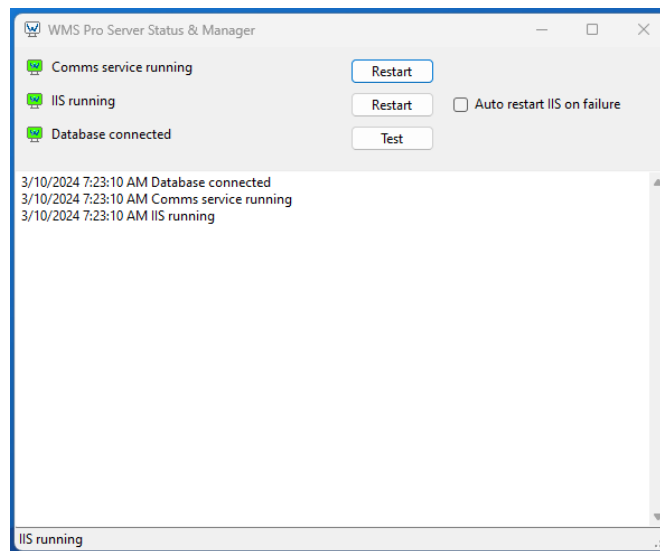 WMS Pro Server Status & Manager
Comms service running
Restart
IIS running
Restart
Auto restart IIS on failure
Database connected
Test
3/10/2024 7:23:10 AM Database connected
3/10/2024 7:23:10 AM Comms service running
3/10/2024 7:23:10 AM IIS running
IIS running